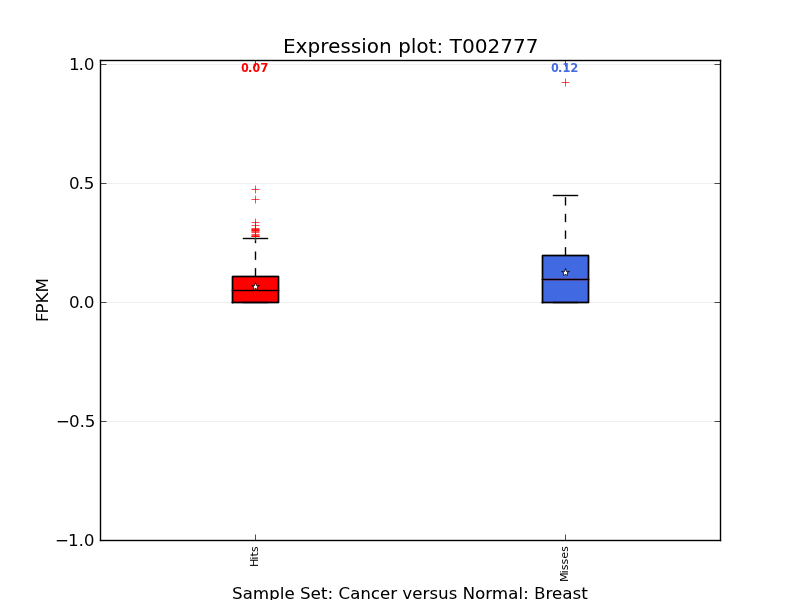 Expression plot: T002777
0.07 0.12
1.0
0.5
0.0
−0.5
−1.0
FPKM
Hits
Misses
Sample Set: Cancer versus Normal: Breast